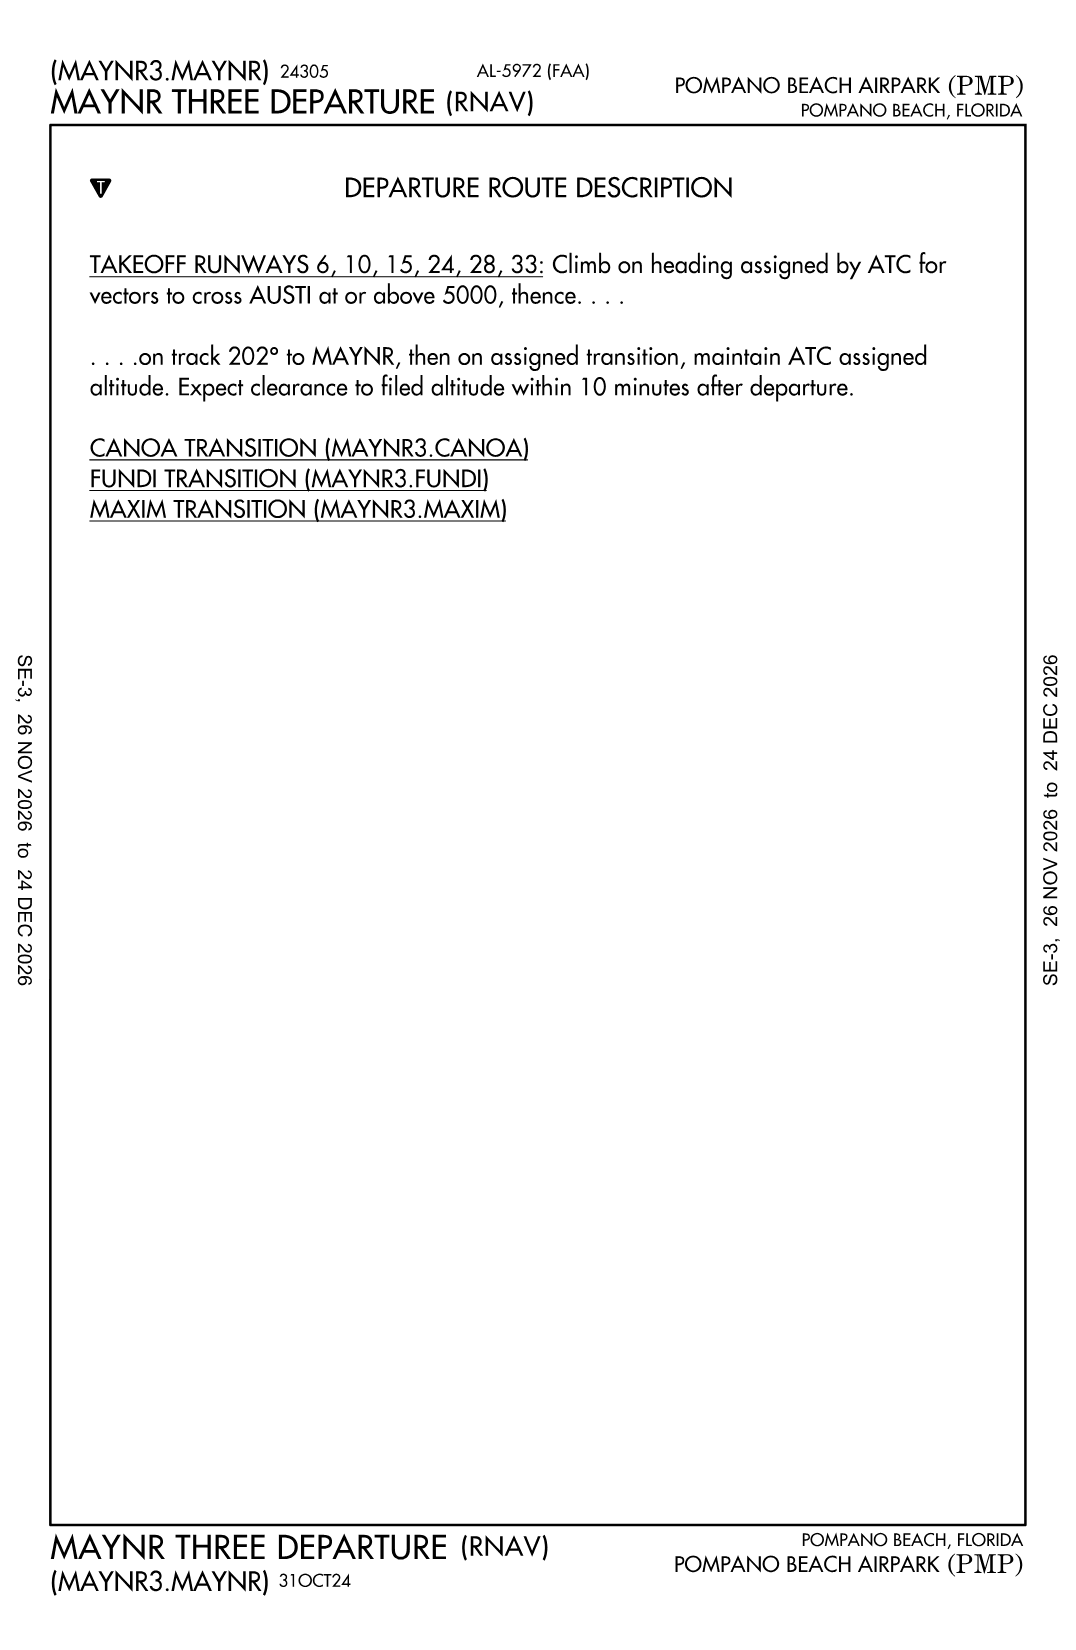 (MAYNR3.MAYNR) 24305
AL-5972 (FAA)
MAYNR THREE DEPARTURE (RNAV)
POMPANO BEACH AIRPARK (PMP)
POMPANO BEACH, FLORIDA
T
DEPARTURE ROUTE DESCRIPTION
TAKEOFF RUNWAYS 6, 10, 15, 24, 28, 33: Climb on heading assigned by ATC for
vectors to cross AUSTI at or above 5000, thence. . . .
. . . .on track 202° to MAYNR, then on assigned transition, maintain ATC assigned
altitude. Expect clearance to filed altitude within 10 minutes after departure.
CANOA TRANSITION (MAYNR3.CANOA)
FUNDI TRANSITION (MAYNR3.FUNDI)
MAXIM TRANSITION (MAYNR3.MAXIM)
SE-3, 26 NOV 2026 to 24 DEC 2026
SE-3, 26 NOV 2026 to 24 DEC 2026
MAYNR THREE DEPARTURE (RNAV)
(MAYNR3.MAYNR) 31OCT24
POMPANO BEACH, FLORIDA
POMPANO BEACH AIRPARK (PMP)